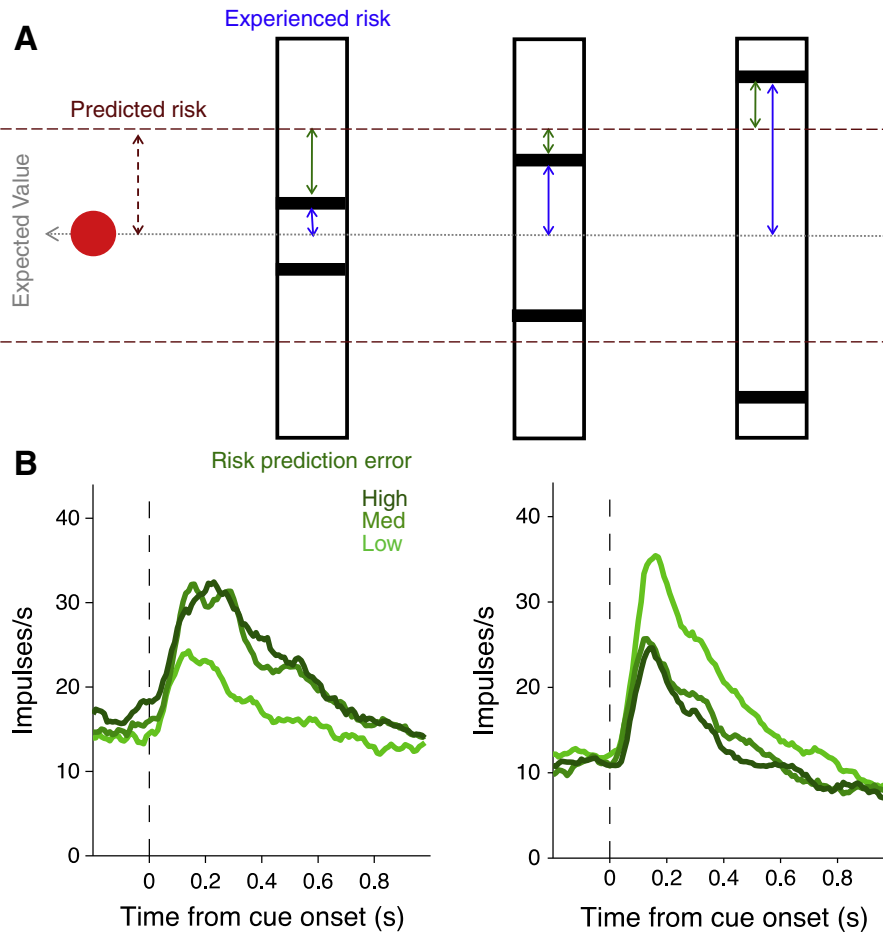 A
Experienced risk
Predicted risk
Expected Value
B
Risk prediction error
High
Med
Low
40
30
20
10
0
Impulses/s
0
0.2
0.4
0.6
0.8
Time from cue onset (s)
40
30
20
10
0
Impulses/s
0
0.2
0.4
0.6
0.8
Time from cue onset (s)